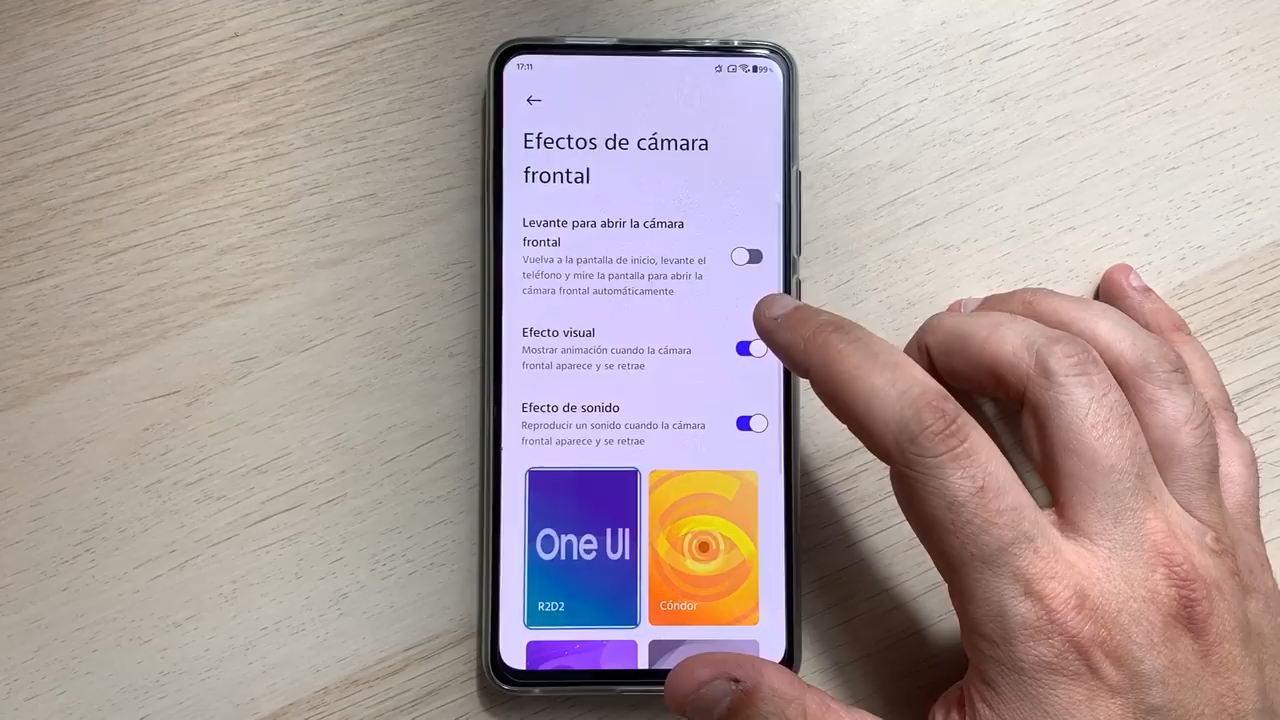 17:11
99%
Efectos de cámara
frontal
Levante para abrir la cámara
frontal
Vuelva a la pantalla de inicio, levante el
teléfono y mire la pantalla para abrir la
cámara frontal automáticamente
Efecto visual
Mostrar animación cuando la cámara
frontal aparece y se retrae
Efecto de sonido
Reproducir un sonido cuando la cámara
frontal aparece y se retrae
One UI
R2D2
Cóndor